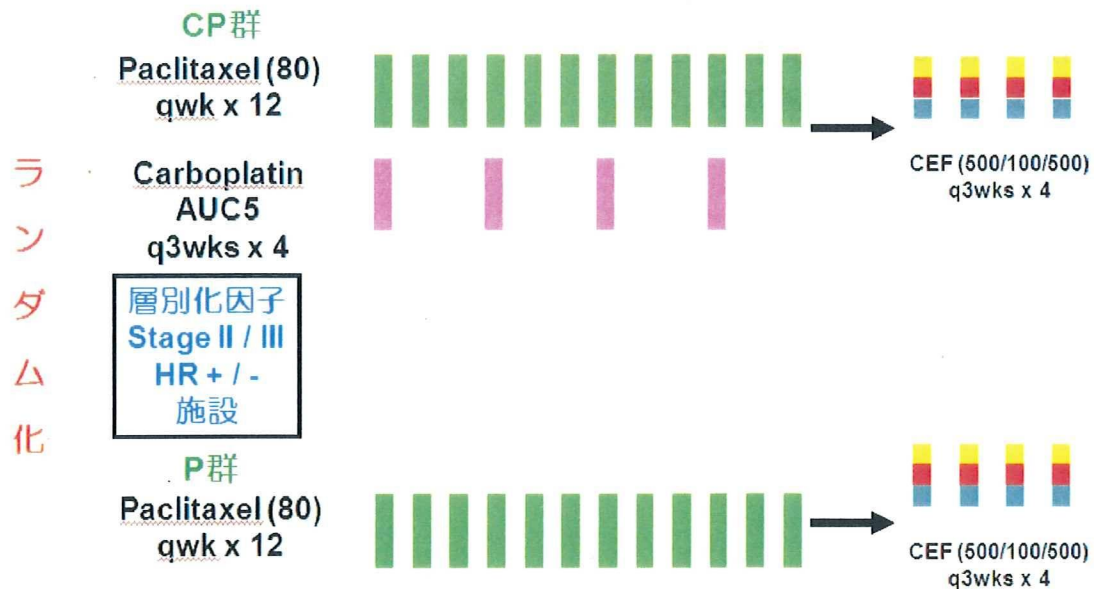 CP群
Paclitaxel (80)
qwk x 12
CEF (500/100/500)
q3wks x 4
ランダム化
Carboplatin
AUC5
q3wks x 4
層別化因子
Stage II / III
HR + / -
施設
P群
Paclitaxel (80)
qwk x 12
CEF (500/100/500)
q3wks x 4